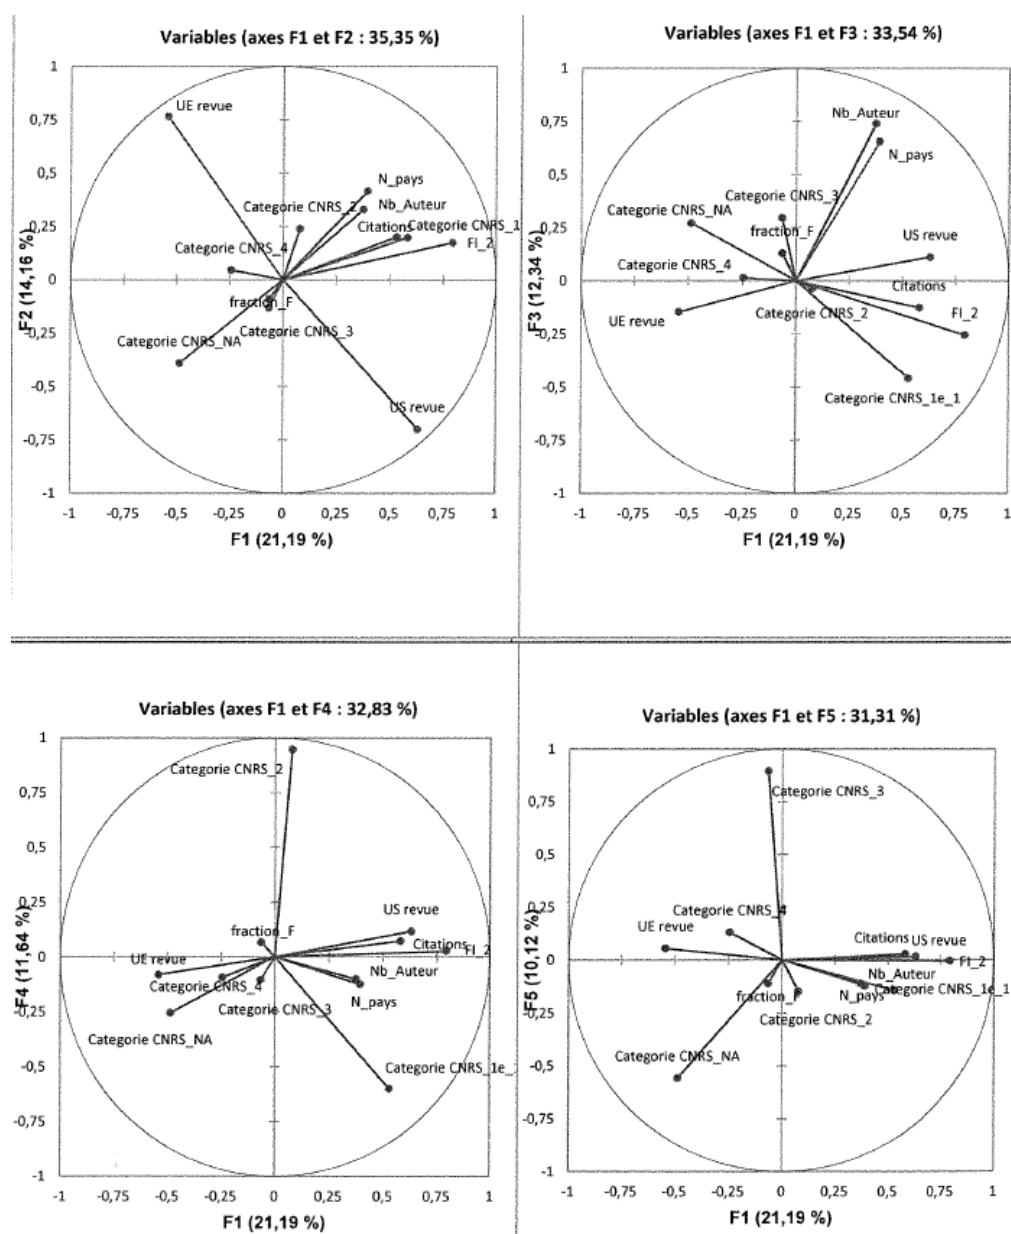 Variables (axes F1 et F2 : 35,35 %)
1
UE revue
0,75
0,5
N_pays
Categorie CNRS_2
Nb_Auteur
0,25
Citations
Categorie CNRS_1
Categorie CNRS_4
FI_2
0
fraction_F
Categorie CNRS_3
-0,25
Categorie CNRS_NA
-0,5
US revue
-0,75
-1
F2 (14,16 %)
-1 -0,75 -0,5 -0,25 0 0,25 0,5 0,75 1
F1 (21,19 %)
Variables (axes F1 et F3 : 33,54 %)
1
Nb_Auteur
0,75
N_pays
0,5
Categorie CNRS_3
Categorie CNRS_NA
0,25
fraction_F
US revue
Categorie CNRS_4
0
Citations
UE revue
Categorie CNRS_2
FI_2
-0,25
Categorie CNRS_1e_1
-0,5
-0,75
-1
F3 (12,34 %)
-1 -0,75 -0,5 -0,25 0 0,25 0,5 0,75 1
F1 (21,19 %)
Variables (axes F1 et F4 : 32,83 %)
1
Categorie CNRS_2
0,75
0,5
0,25
US revue
fraction_F
Citations
FI_2
0
UE revue
Nb_Auteur
Categorie CNRS_4
N_pays
Categorie CNRS_3
-0,25
Categorie CNRS_NA
Categorie CNRS_1e_
-0,5
-0,75
-1
F4 (11,64 %)
-1 -0,75 -0,5 -0,25 0 0,25 0,5 0,75 1
F1 (21,19 %)
Variables (axes F1 et F5 : 31,31 %)
1
Categorie CNRS_3
0,75
0,5
0,25
Categorie CNRS_4
UE revue
Citations
US revue
0
FI_2
Nb_Auteur
fraction_F
N_pays
Categorie CNRS_1e_1
-0,25
Categorie CNRS_2
Categorie CNRS_NA
-0,5
-0,75
-1
F5 (10,12 %)
-1 -0,75 -0,5 -0,25 0 0,25 0,5 0,75 1
F1 (21,19 %)